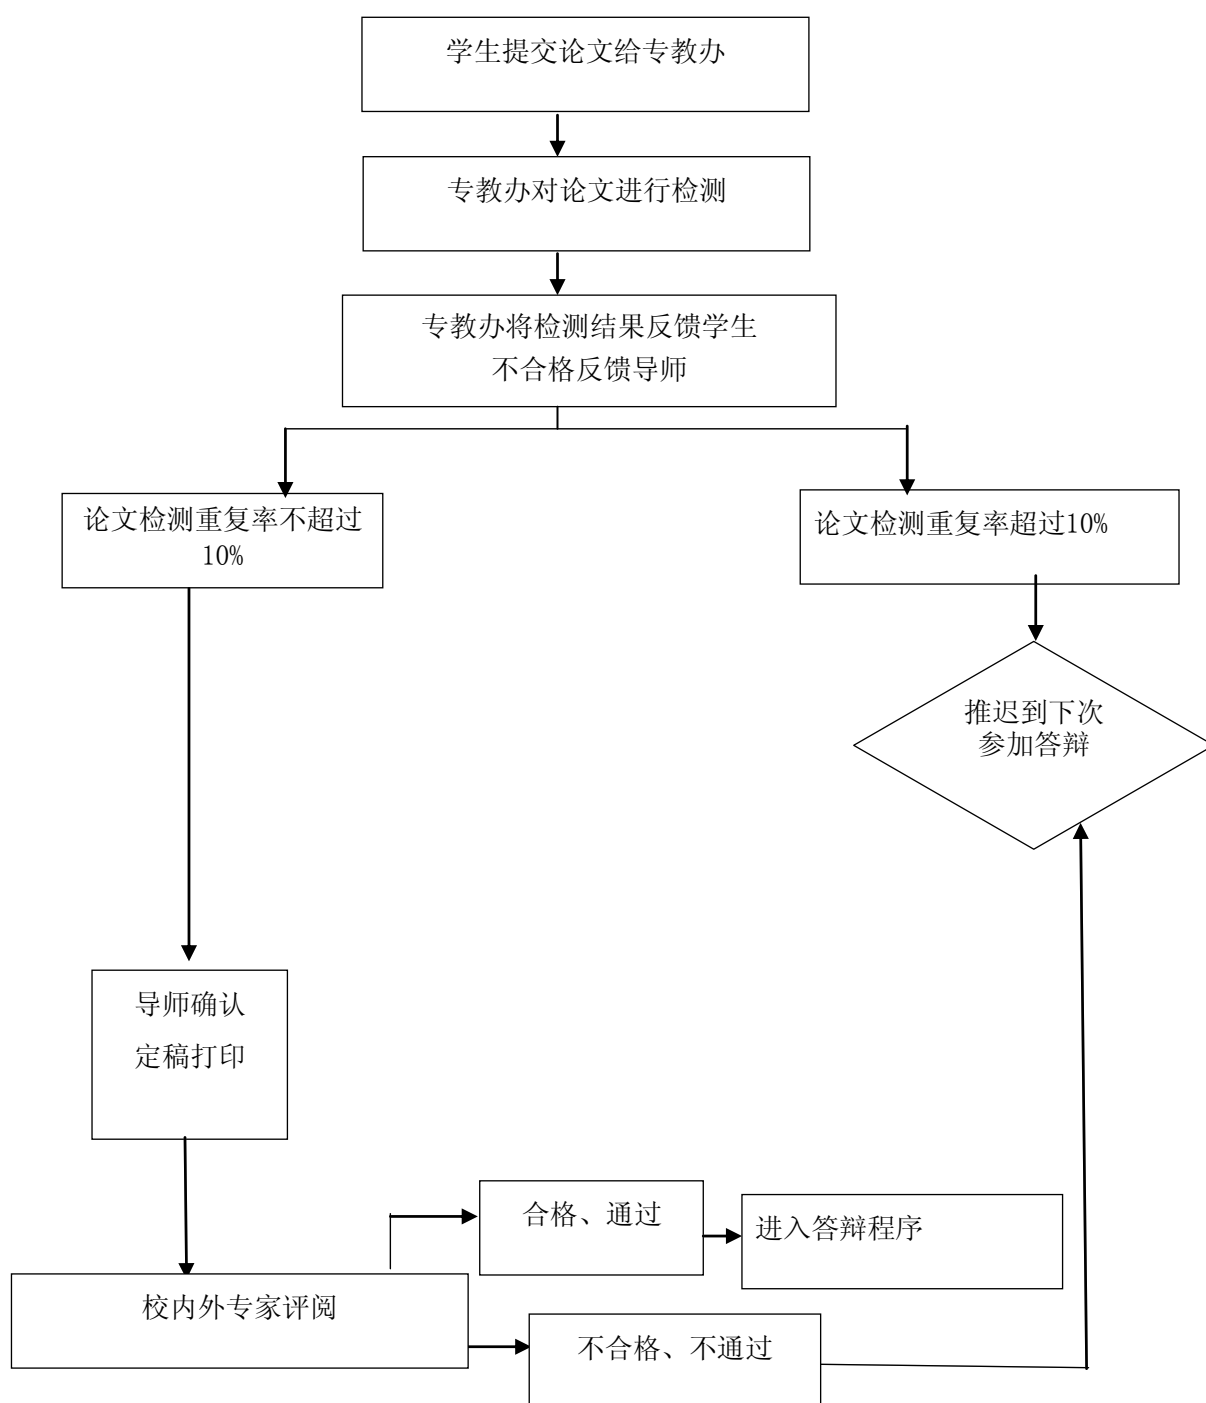 学生提交论文给专教办
专教办对论文进行检测
专教办将检测结果反馈学生
不合格反馈导师
论文检测重复率不超过
10%
论文检测重复率超过10%
推迟到下次
参加答辩
导师确认
定稿打印
合格、通过
进入答辩程序
校内外专家评阅
不合格、不通过